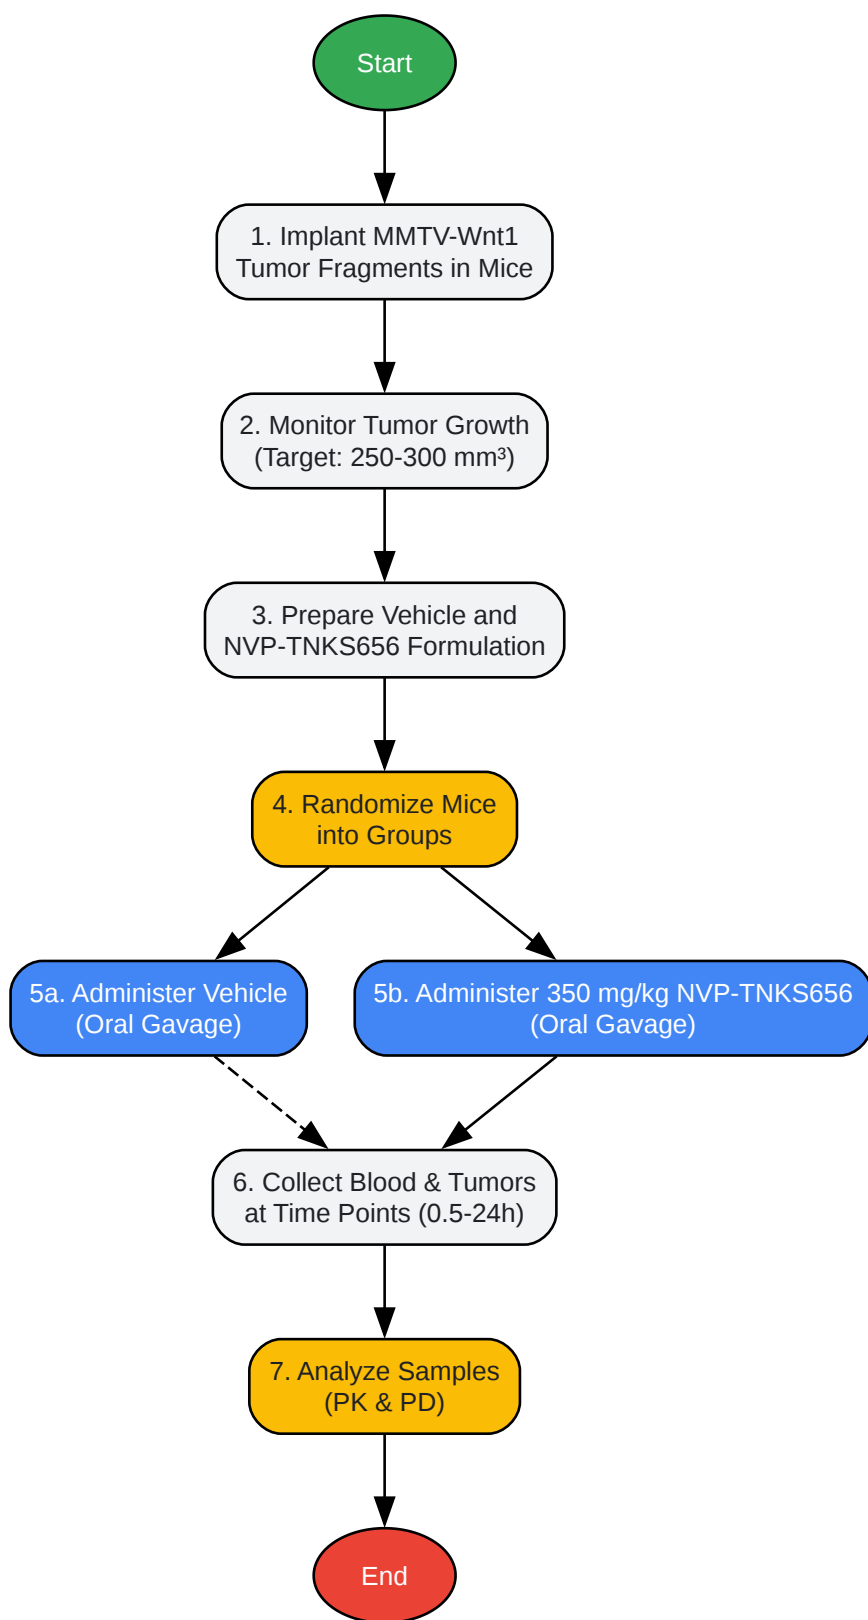 Start
1. Implant MMTV-Wnt1
Tumor Fragments in Mice
2. Monitor Tumor Growth
(Target: 250-300 mm³)
3. Prepare Vehicle and
NVP-TNKS656 Formulation
4. Randomize Mice
into Groups
5a. Administer Vehicle
(Oral Gavage)
5b. Administer 350 mg/kg NVP-TNKS656
(Oral Gavage)
6. Collect Blood & Tumors
at Time Points (0.5-24h)
7. Analyze Samples
(PK & PD)
End